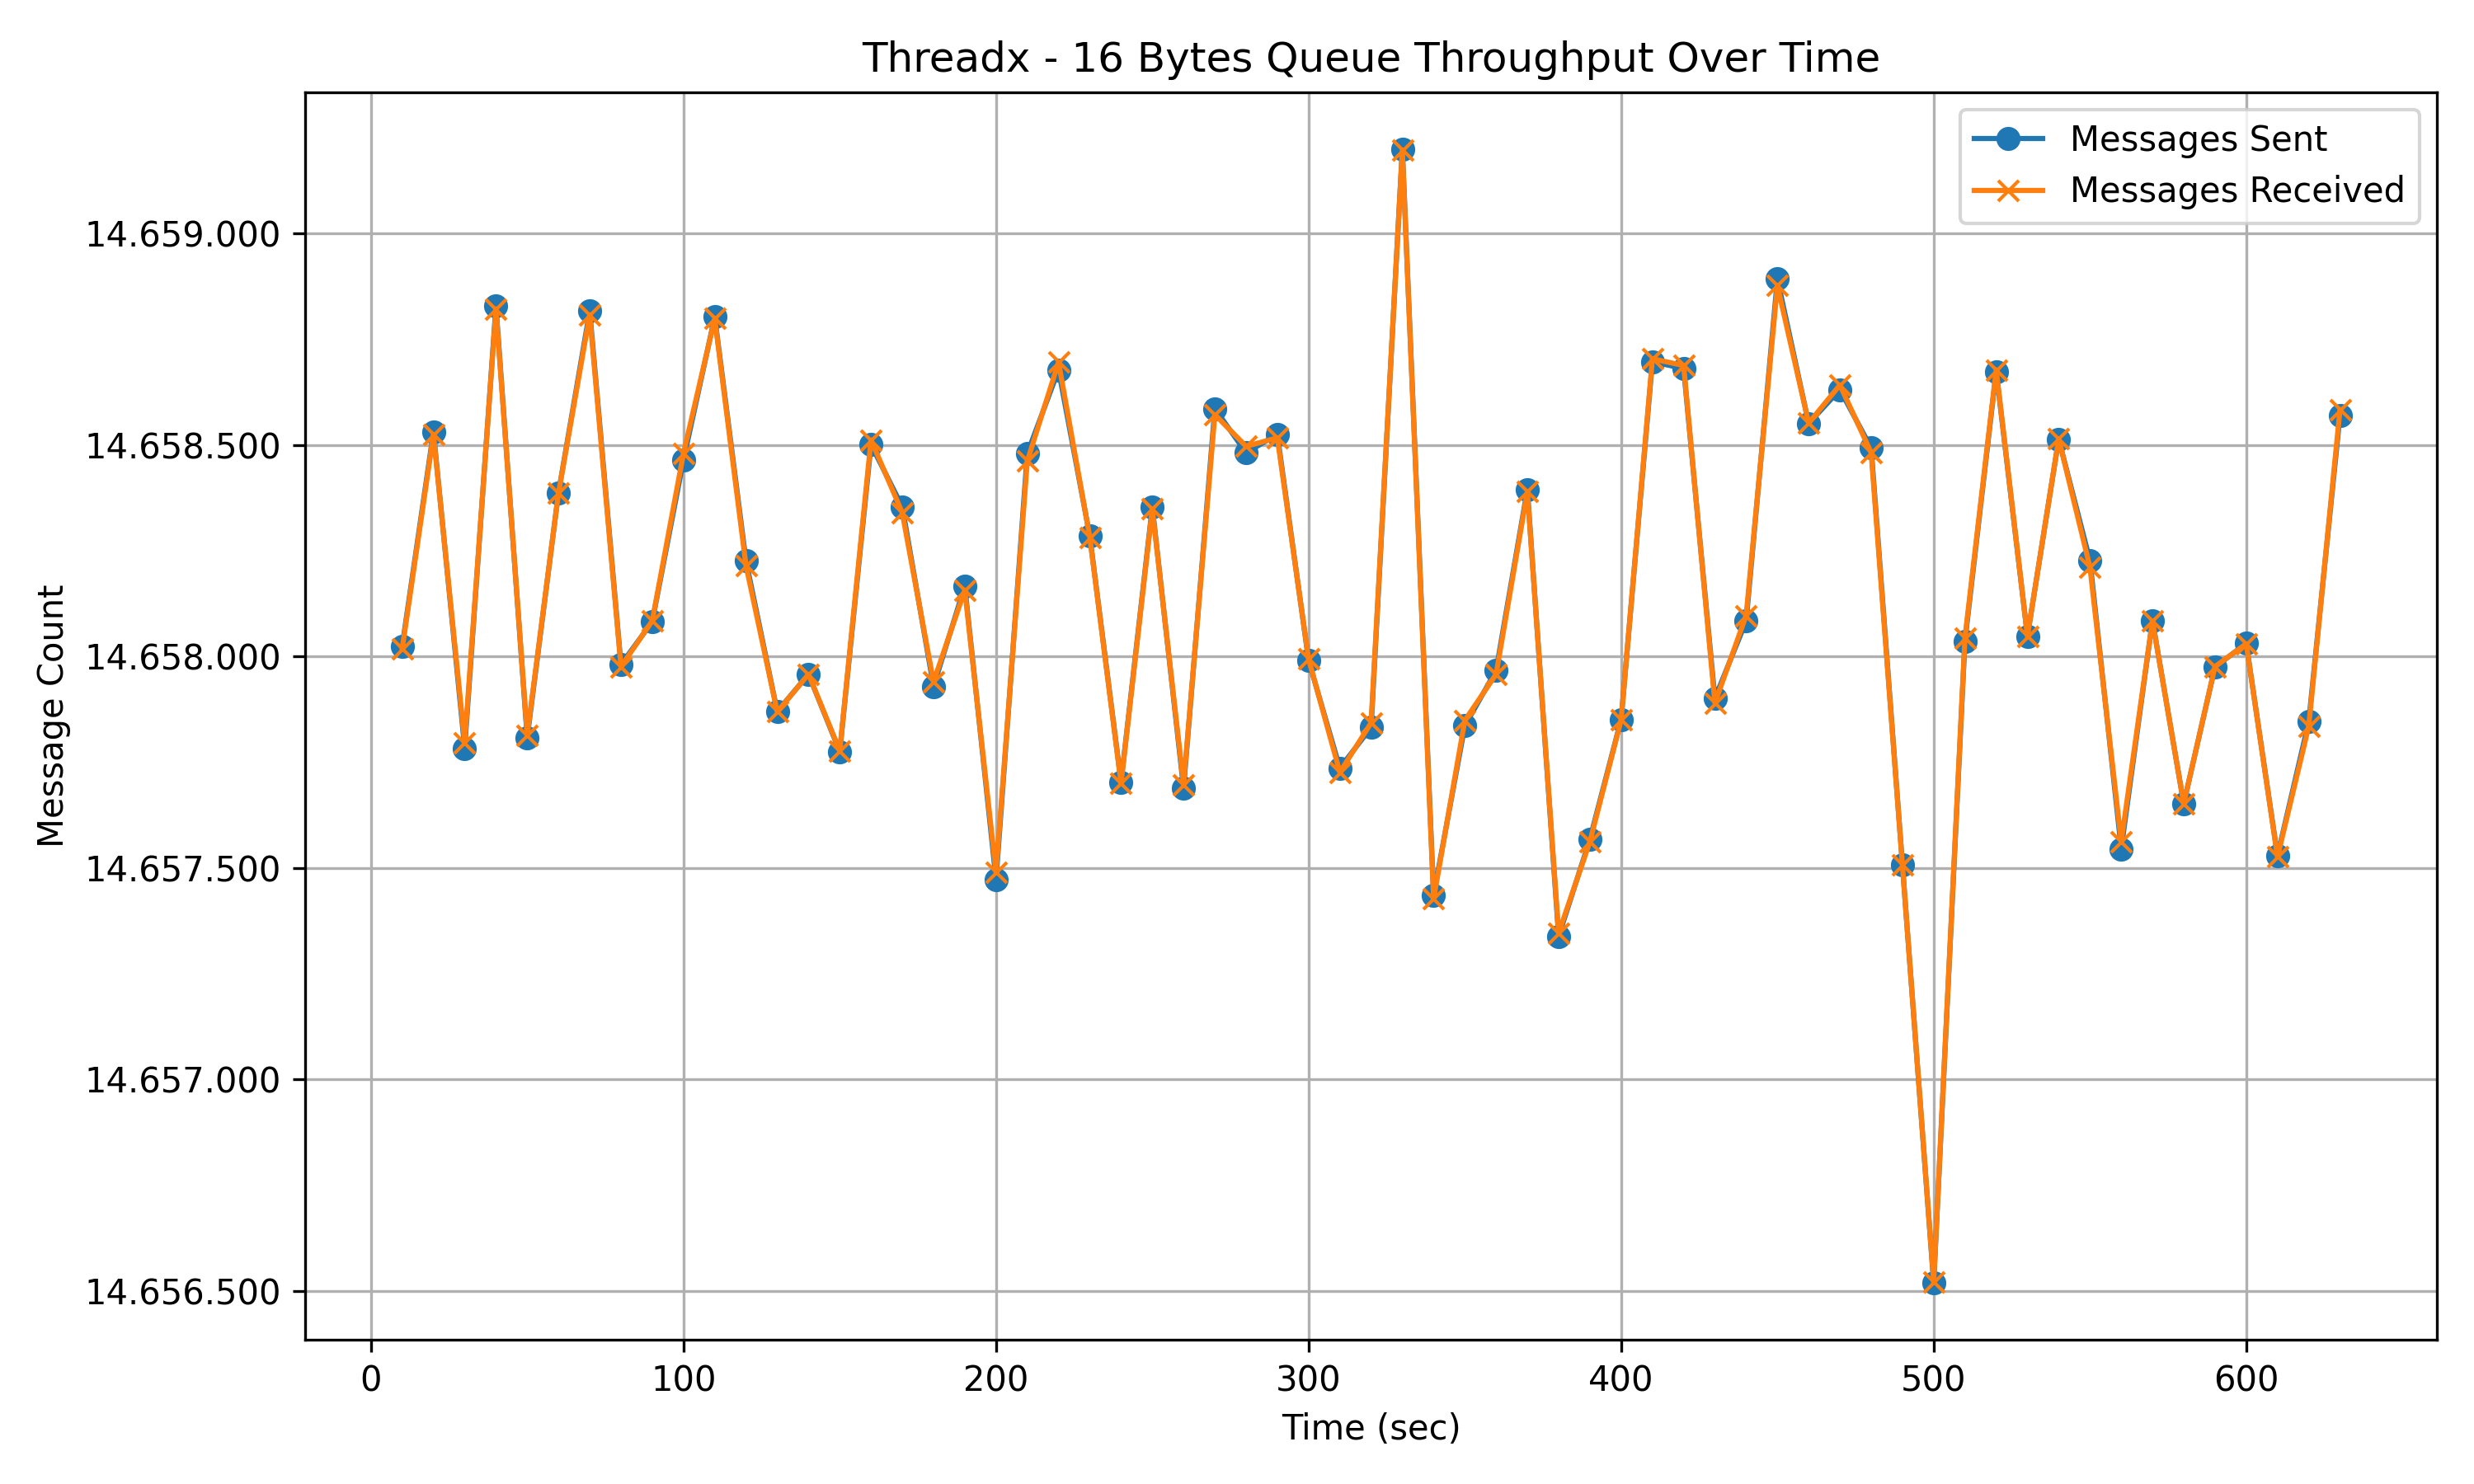 Threadx - 16 Bytes Queue Throughput Over Time
Messages Sent
Messages Received
Message Count
14.659.000
14.658.500
14.658.000
14.657.500
14.657.000
14.656.500
0 100 200 300 400 500 600
Time (sec)